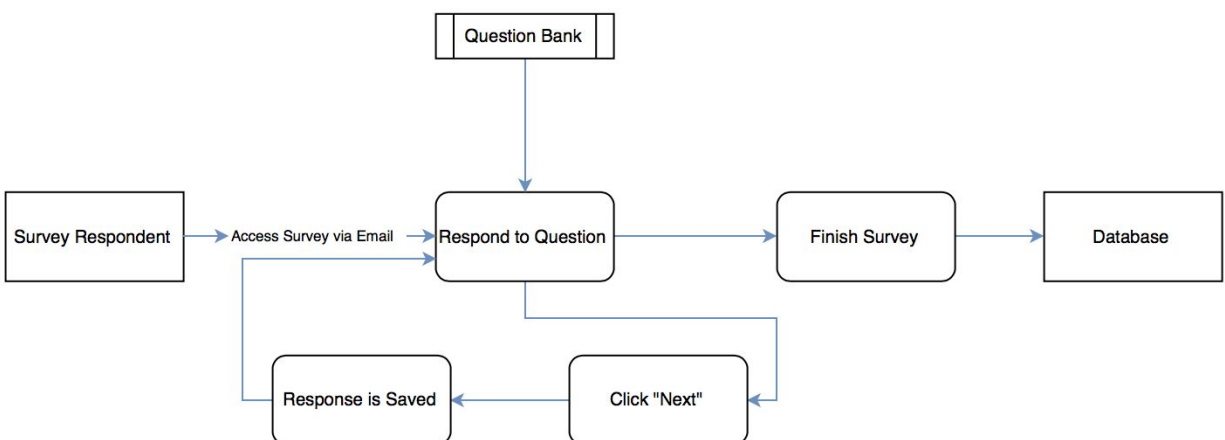 Question Bank
Survey Respondent
Access Survey via Email
Respond to Question
Finish Survey
Database
Response is Saved
Click "Next"